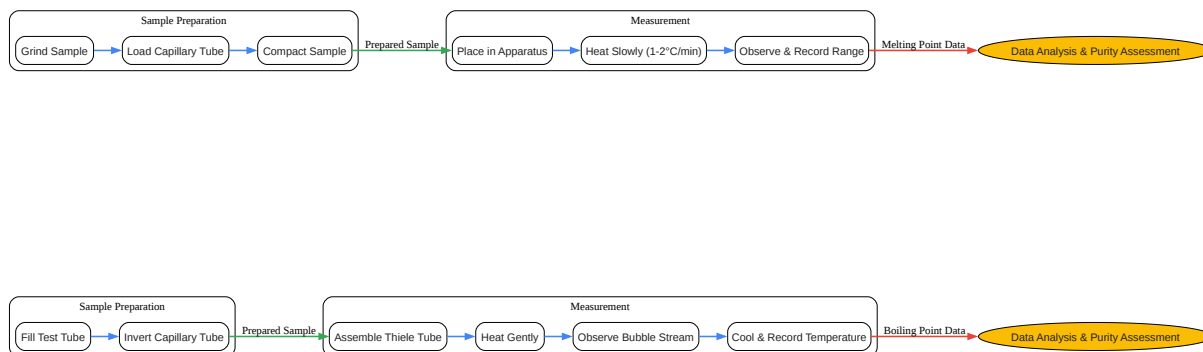 Sample Preparation
Grind Sample
Load Capillary Tube
Compact Sample
Prepared Sample
Measurement
Place in Apparatus
Heat Slowly (1-2°C/min)
Observe & Record Range
Melting Point Data
Data Analysis & Purity Assessment
Sample Preparation
Fill Test Tube
Invert Capillary Tube
Prepared Sample
Measurement
Assemble Thiele Tube
Heat Gently
Observe Bubble Stream
Cool & Record Temperature
Boiling Point Data
Data Analysis & Purity Assessment